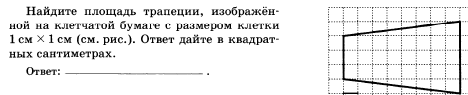 Найдите площадь трапеции, изображён-
ной на клетчатой бумаге с размером клетки
1 см × 1 см (см. рис.). Ответ дайте в квадрат-
ных сантиметрах.
Ответ: ______________ .